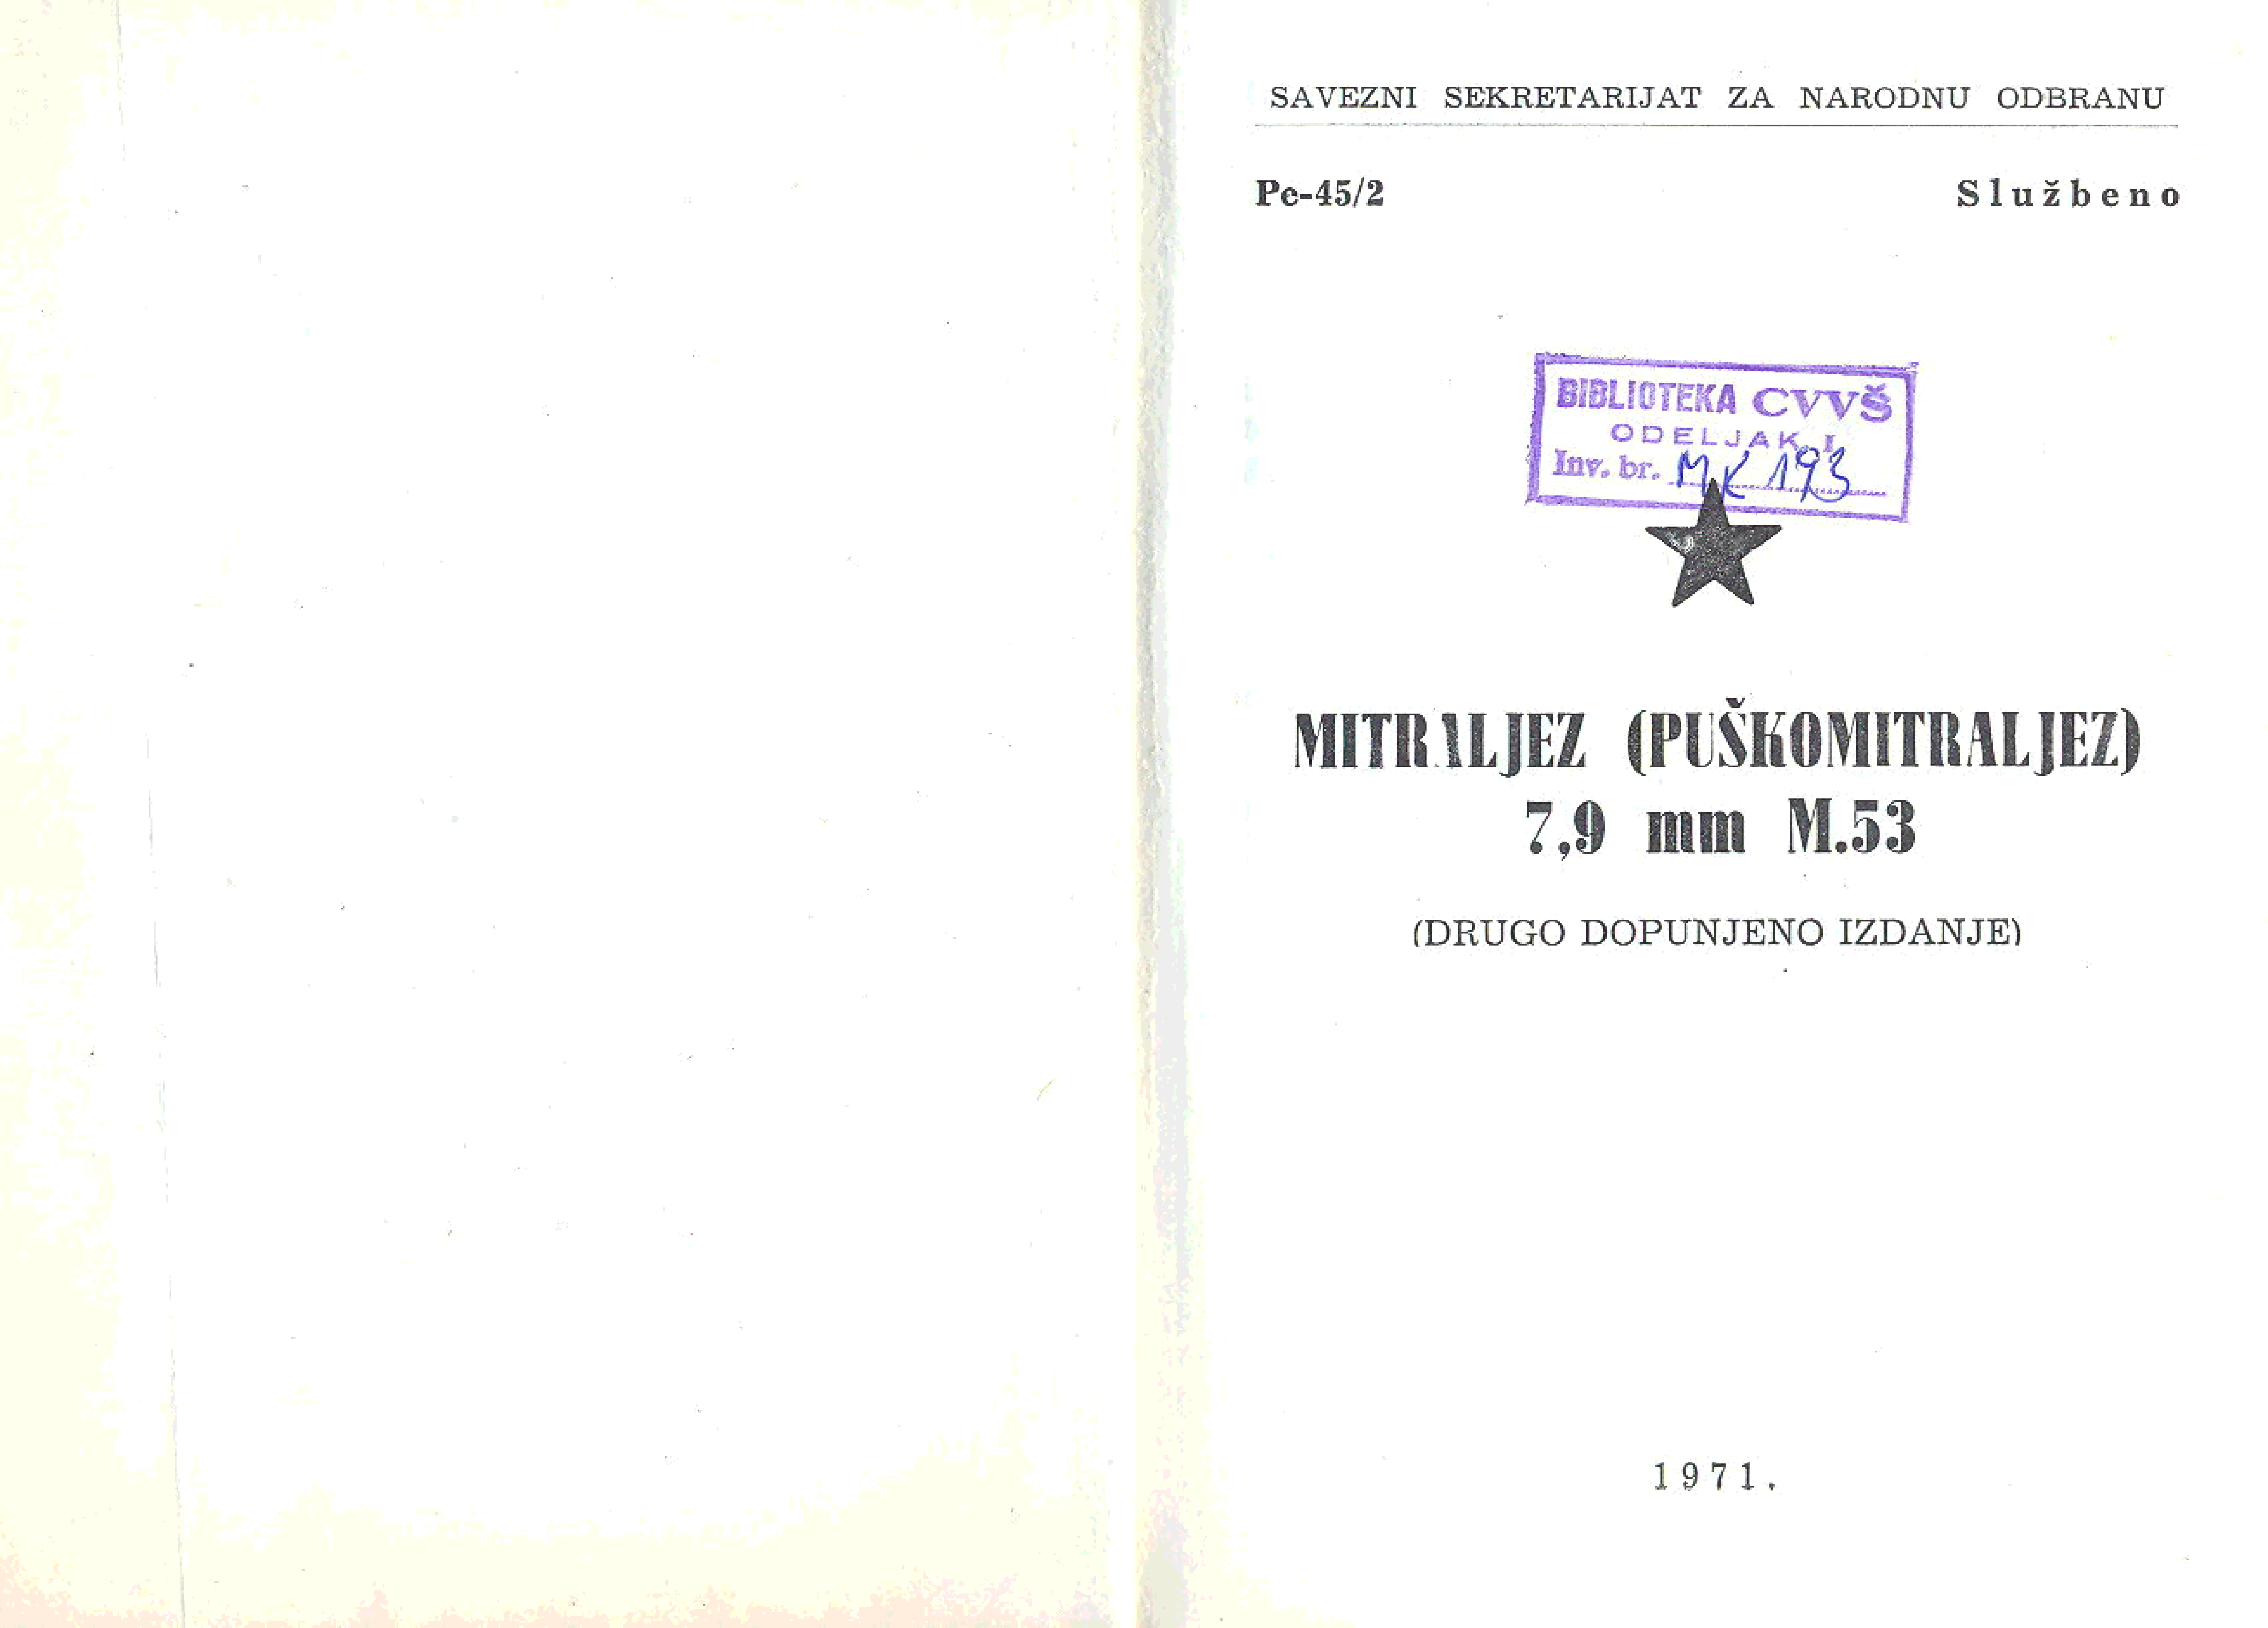 SAVEZNI SEKRETARIJAT ZA NARODNU ODBRANU
Pe-45/2 Službeno
BIBLIOTEKA CVVŠ
ODELJAK I
Inv. br. MK 193
MITRALJEZ (PUŠKOMITRALJEZ)
7,9 mm M.53
(DRUGO DOPUNJENO IZDANJE)
1971.